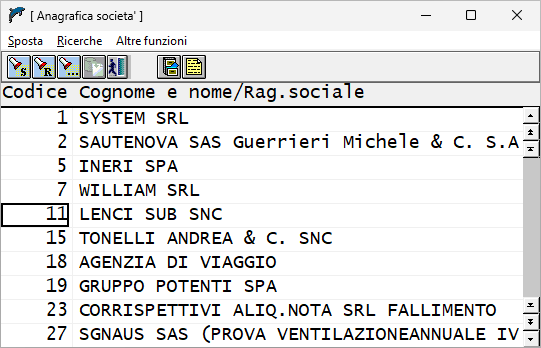 [ Anagrafica societa' ]
Sposta Ricerche Altre funzioni
S R ...
Codice Cognome e nome/Rag.sociale
1 SYSTEM SRL
2 SAUTENOVA SAS Guerrieri Michele & C. S.A
5 INERI SPA
7 WILLIAM SRL
11 LENCI SUB SNC
15 TONELLI ANDREA & C. SNC
18 AGENZIA DI VIAGGIO
19 GRUPPO POTENTI SPA
23 CORRISPETTIVI ALIQ.NOTA SRL FALLIMENTO
27 SGNAUS SAS (PROVA VENTILAZIONEANNUALE IV